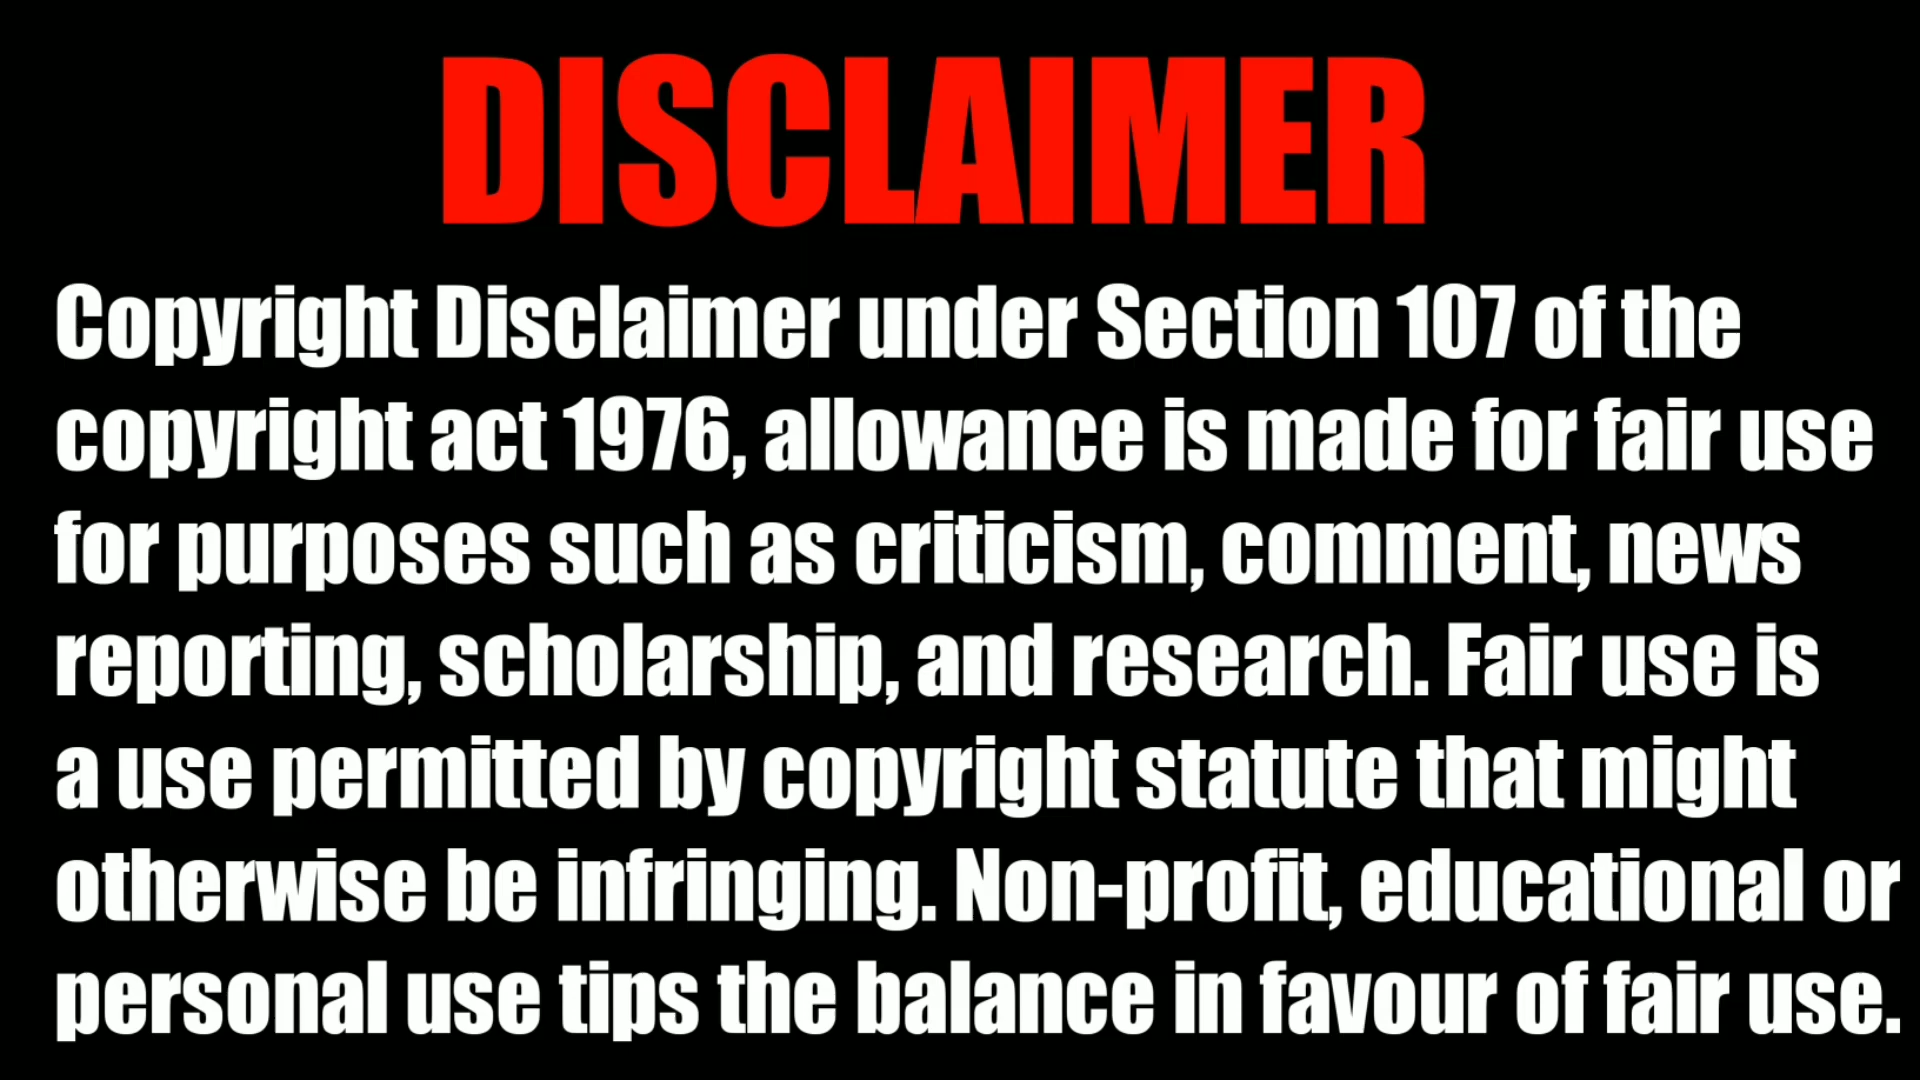 DISCLAIMER
Copyright Disclaimer under Section 107 of the
copyright act 1976, allowance is made for fair use
for purposes such as criticism, comment, news
reporting, scholarship, and research. Fair use is
a use permitted by copyright statute that might
otherwise be infringing. Non-profit, educational or
personal use tips the balance in favour of fair use.